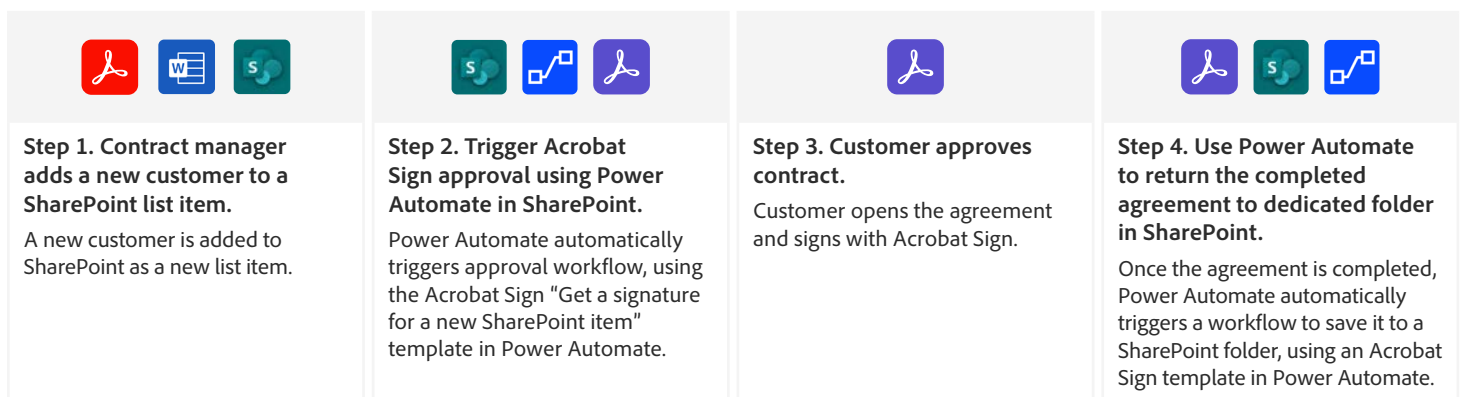 Step 1. Contract manager
adds a new customer to a
SharePoint list item.
A new customer is added to
SharePoint as a new list item.
Step 2. Trigger Acrobat
Sign approval using Power
Automate in SharePoint.
Power Automate automatically
triggers approval workflow, using
the Acrobat Sign “Get a signature
for a new SharePoint item”
template in Power Automate.
Step 3. Customer approves
contract.
Customer opens the agreement
and signs with Acrobat Sign.
Step 4. Use Power Automate
to return the completed
agreement to dedicated folder
in SharePoint.
Once the agreement is completed,
Power Automate automatically
triggers a workflow to save it to a
SharePoint folder, using an Acrobat
Sign template in Power Automate.